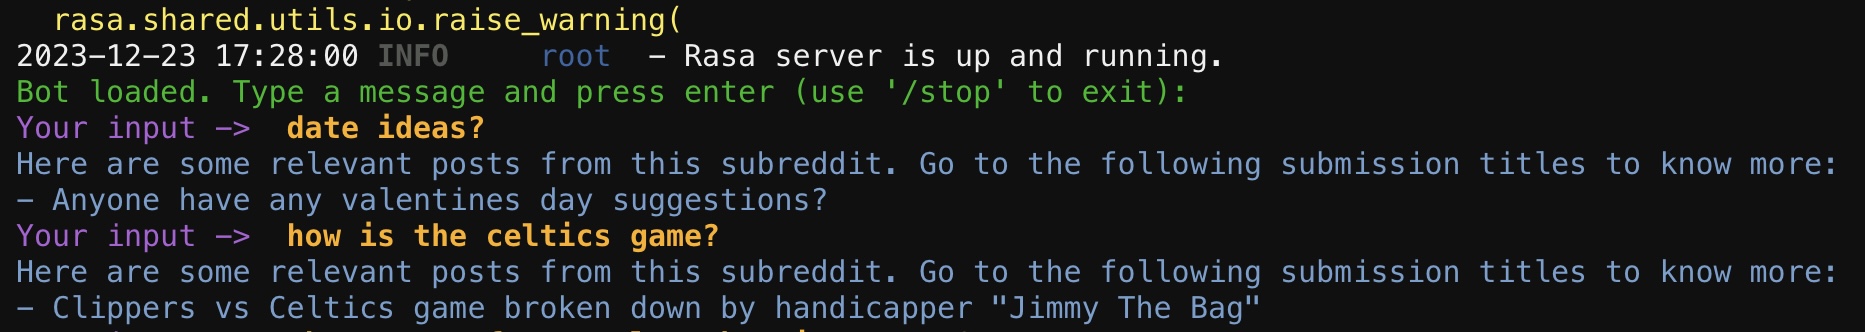 rasa.shared.utils.io.raise_warning(
2023-12-23 17:28:00 INFO     root  - Rasa server is up and running.
Bot loaded. Type a message and press enter (use '/stop' to exit):
Your input ->  date ideas?
Here are some relevant posts from this subreddit. Go to the following submission titles to know more:
- Anyone have any valentines day suggestions?
Your input ->  how is the celtics game?
Here are some relevant posts from this subreddit. Go to the following submission titles to know more:
- Clippers vs Celtics game broken down by handicapper "Jimmy The Bag"